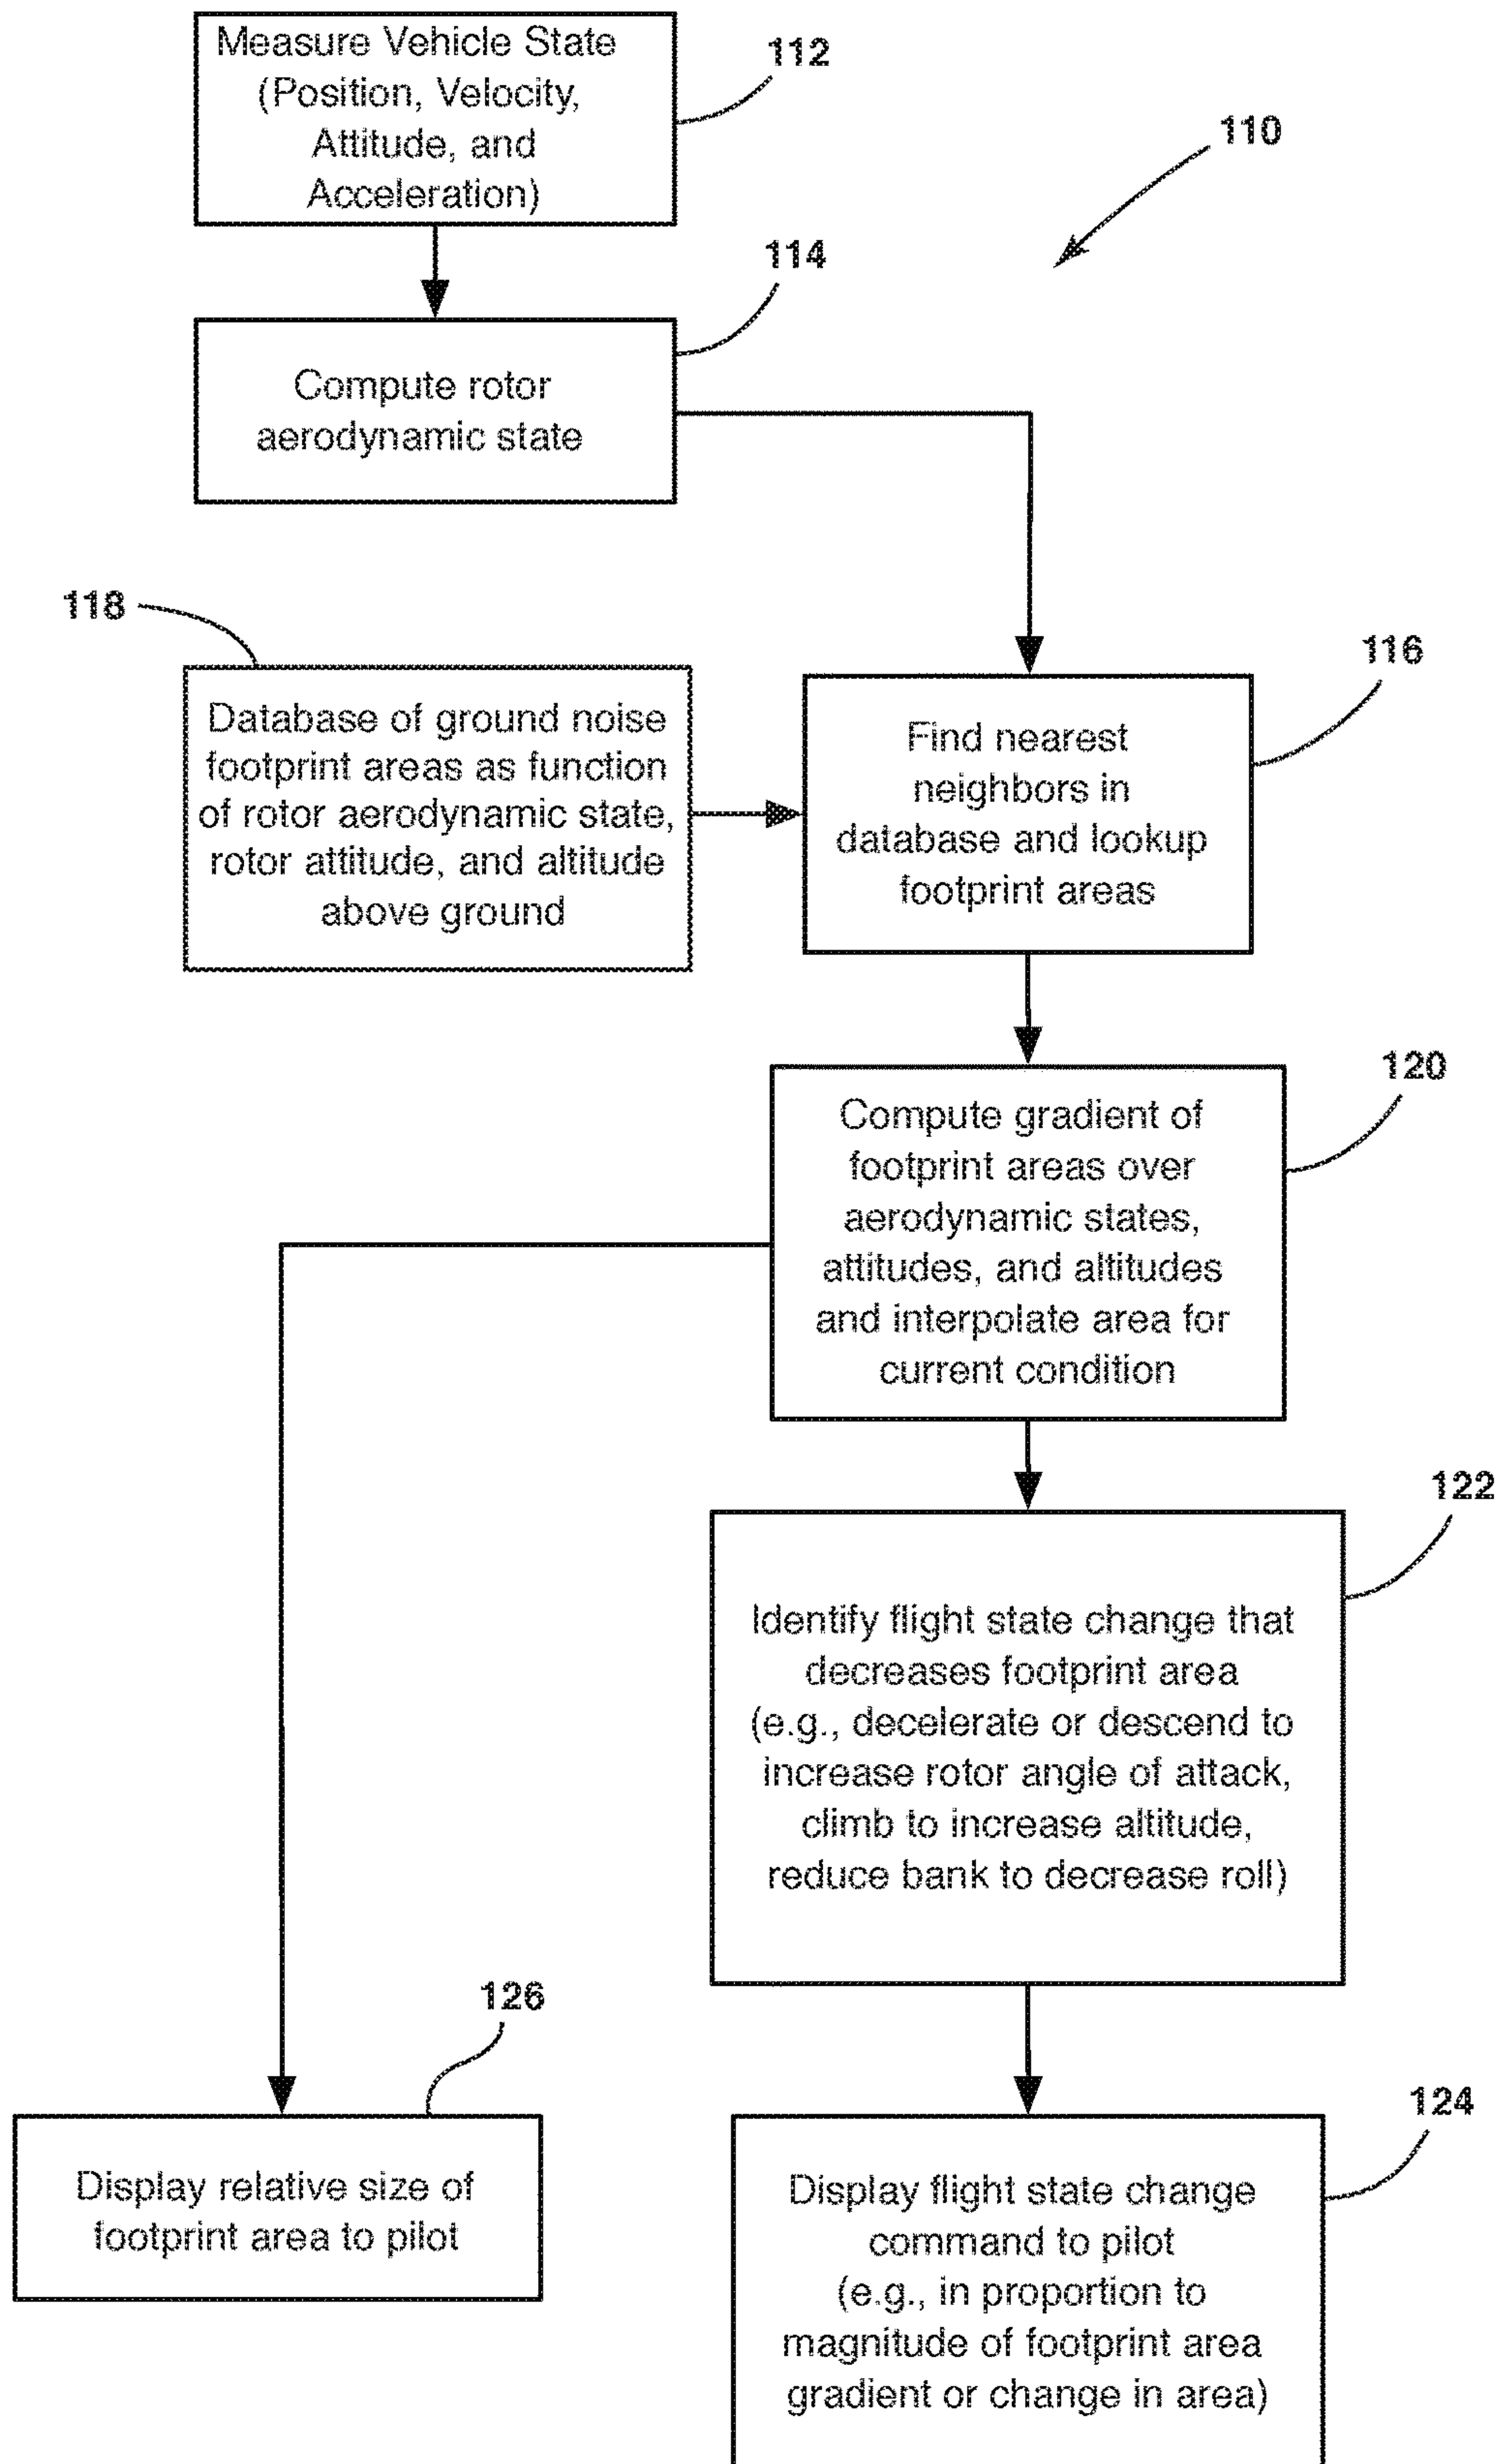 Measure Vehicle State
(Position, Velocity,
Attitude, and
Acceleration)
112
110
114
Compute rotor
aerodynamic state
118
116
Database of ground noise
footprint areas as function
of rotor aerodynamic state,
rotor attitude, and altitude
above ground
Find nearest
neighbors in
database and lookup
footprint areas
120
Compute gradient of
footprint areas over
aerodynamic states,
attitudes, and altitudes
and interpolate area for
current condition
122
Identify flight state change that
decreases footprint area
(e.g., decelerate or descend to
increase rotor angle of attack,
climb to increase altitude,
reduce bank to decrease roll)
126
124
Display relative size of
footprint area to pilot
Display flight state change
command to pilot
(e.g., in proportion to
magnitude of footprint area
gradient or change in area)